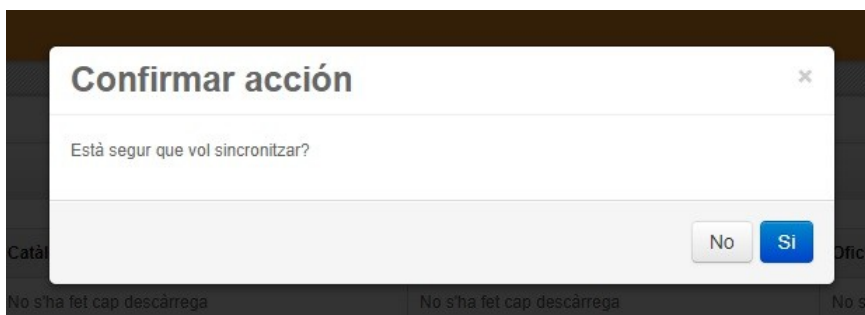 Confirmar acción
×
Està segur que vol sincronitzar?
No Si
No s'ha fet cap descàrrega No s'ha fet cap descàrrega No s